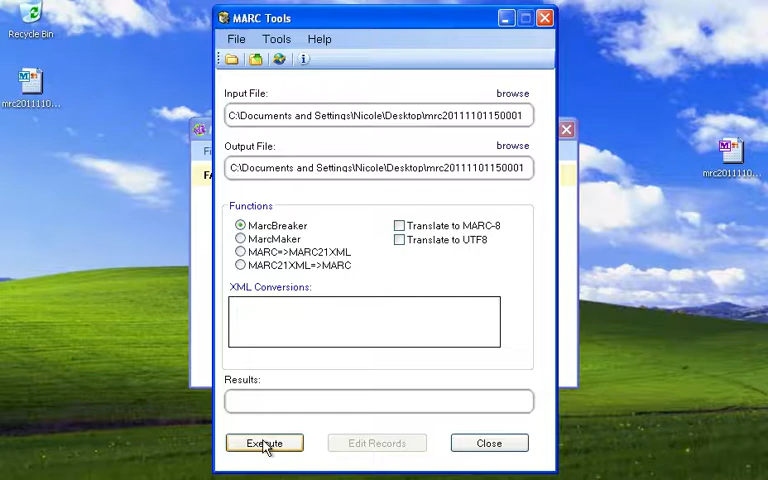 Recycle Bin
mrc2011110...
MARC Tools
File Tools Help
Input File: browse
C:\Documents and Settings\Nicole\Desktop\mrc20111101150001
Output File: browse
C:\Documents and Settings\Nicole\Desktop\mrc20111101150001
Functions
MarcBreaker
MarcMaker
MARC=>MARC21XML
MARC21XML=>MARC
Translate to MARC-8
Translate to UTF8
XML Conversions:
Results:
Execute Edit Records Close
mrc2011110...